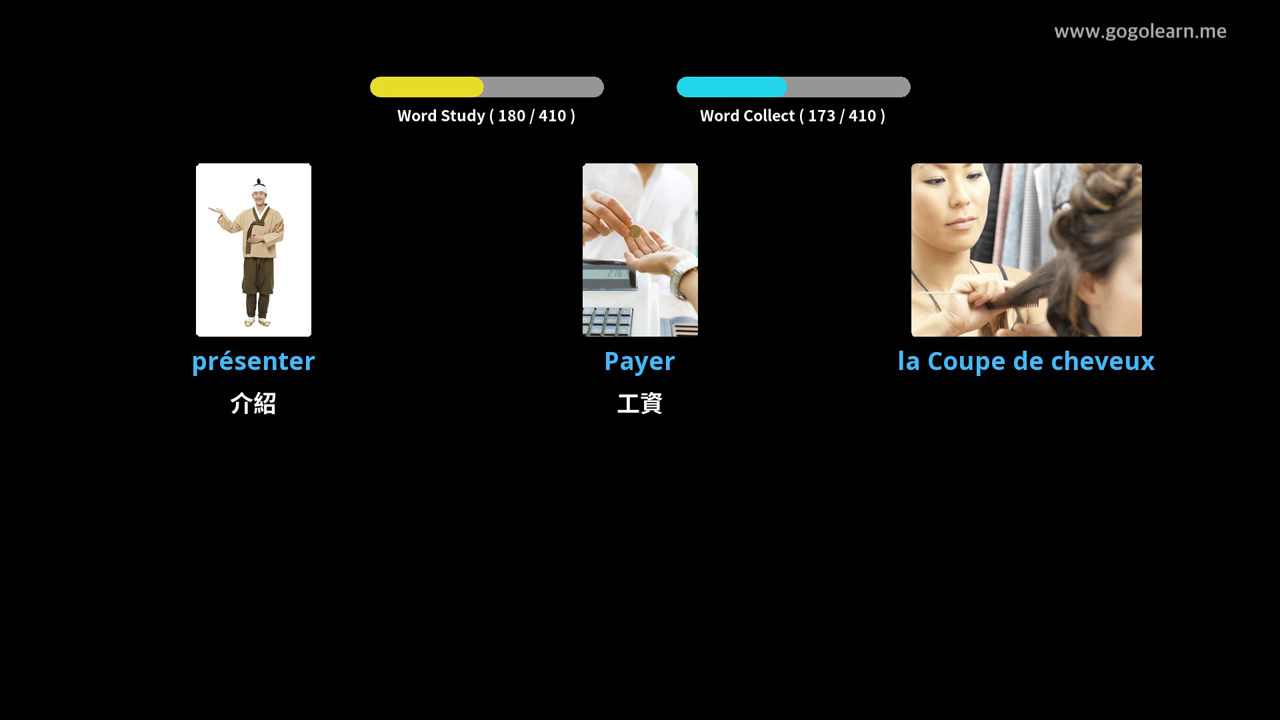 www.gogolearn.me
Word Study ( 180 / 410 )
Word Collect ( 173 / 410 )
présenter
Payer
la Coupe de cheveux
介紹
工資